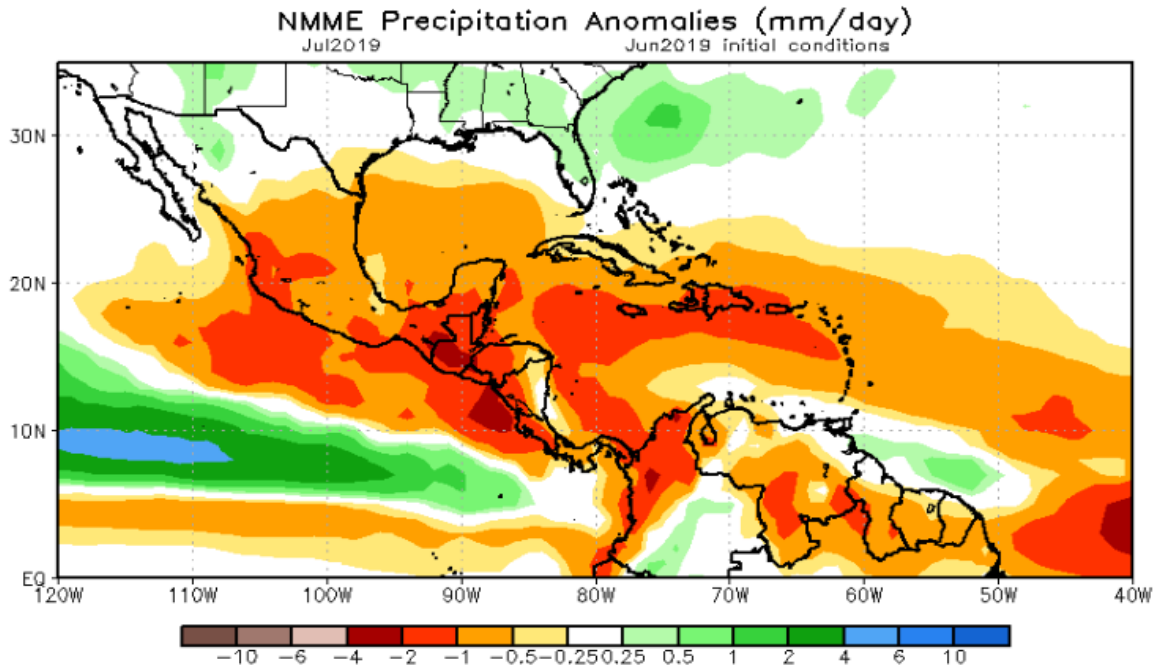 NMME Precipitation Anomalies (mm/day)
Jul2019 Jun2019 initial conditions
30N
20N
10N
EQ
120W 110W 100W 90W 80W 70W 60W 50W 40W
-10 -6 -4 -2 -1 -0.5 -0.25 0.25 0.5 1 2 4 6 10